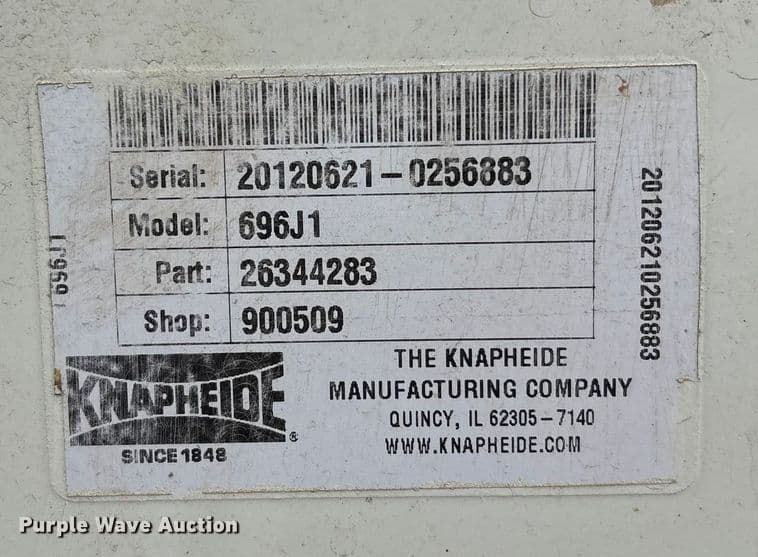 Serial: 20120621-0256883
Model: 696J1
Part: 26344283
Shop: 900509
201206210256883
696J1
KNAPHEIDE®
SINCE 1848
THE KNAPHEIDE
MANUFACTURING COMPANY
QUINCY, IL 62305-7140
WWW.KNAPHEIDE.COM
Purple Wave Auction